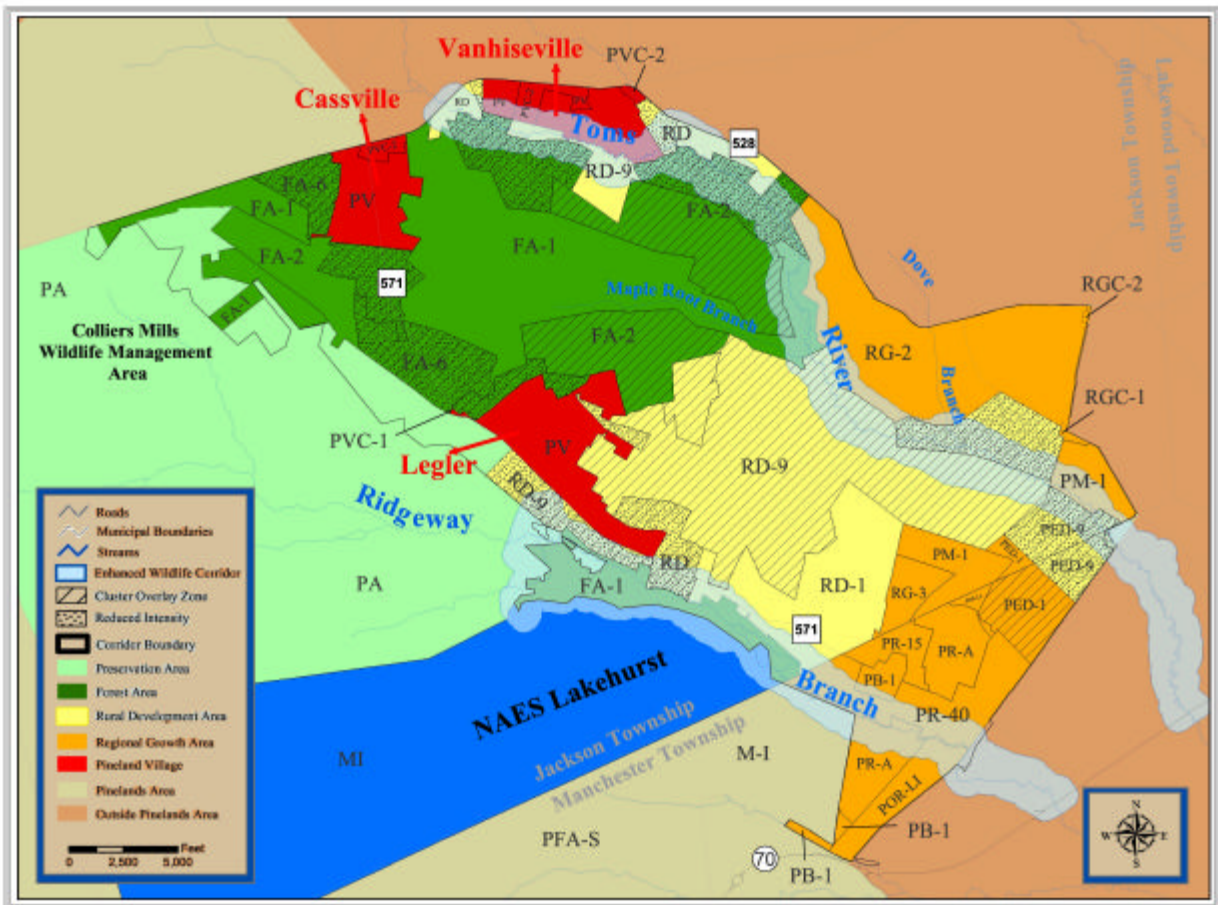 Vanhiseville
PVC-2
Cassville
RD
Toms
RD
528
Lakewood Township
Jackson Township
RD-9
FA-6
PV
FA-1
FA-2
FA-1
FA-2
571
Dove
PA
FA-1
Maple Root Branch
RGC-2
Colliers Mills
Wildlife Management
Area
FA-2
River
RG-2
FA-6
Branch
RGC-1
PVC-1
PV
Legler
RD-9
PM-1
RD-9
Ridgeway
PED-9
PED-9
PED-1
PM-1
RD
PA
FA-1
RD-1
RG-3
PED-1
571
PR-15
PR-A
PB-1
Branch
PR-40
NAES Lakehurst
Jackson Township
Manchester Township
MI
M-I
PR-A
POR-LI
PB-1
PFA-S
70
PB-1
Roads
Municipal Boundaries
Streams
Enhanced Wildlife Corridor
Cluster Overlay Zone
Reduced Intensity
Corridor Boundary
Preservation Area
Forest Area
Rural Development Area
Regional Growth Area
Pineland Village
Pinelands Area
Outside Pinelands Area
Feet
0 2,500 5,000
N
W E
S